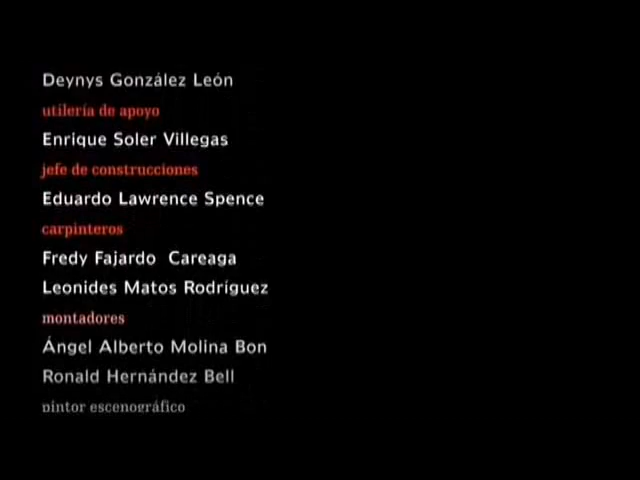 Deynys González León
utilería de apoyo
Enrique Soler Villegas
jefe de construcciones
Eduardo Lawrence Spence
carpinteros
Fredy Fajardo Careaga
Leonides Matos Rodríguez
montadores
Ángel Alberto Molina Bon
Ronald Hernández Bell
pintor escenográfico